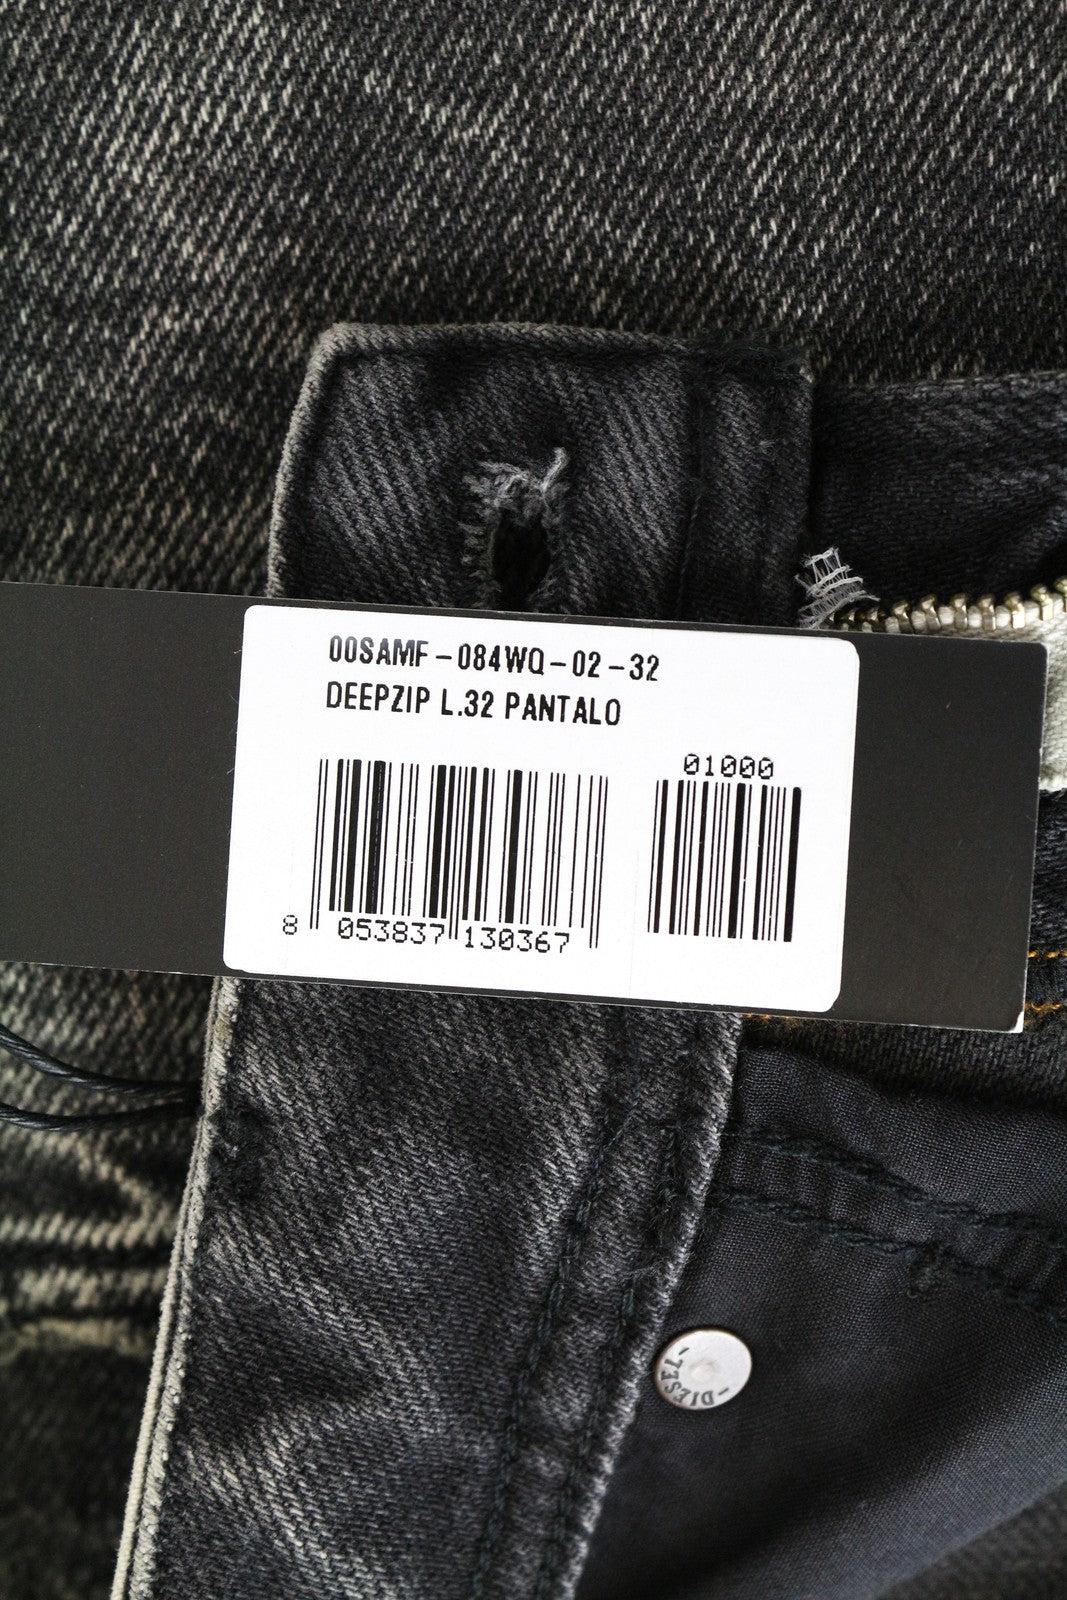 00SAMF-084WQ-02-32
DEEPZIP L.32 PANTALO
01000
8 053837 130367
-DIESEL-